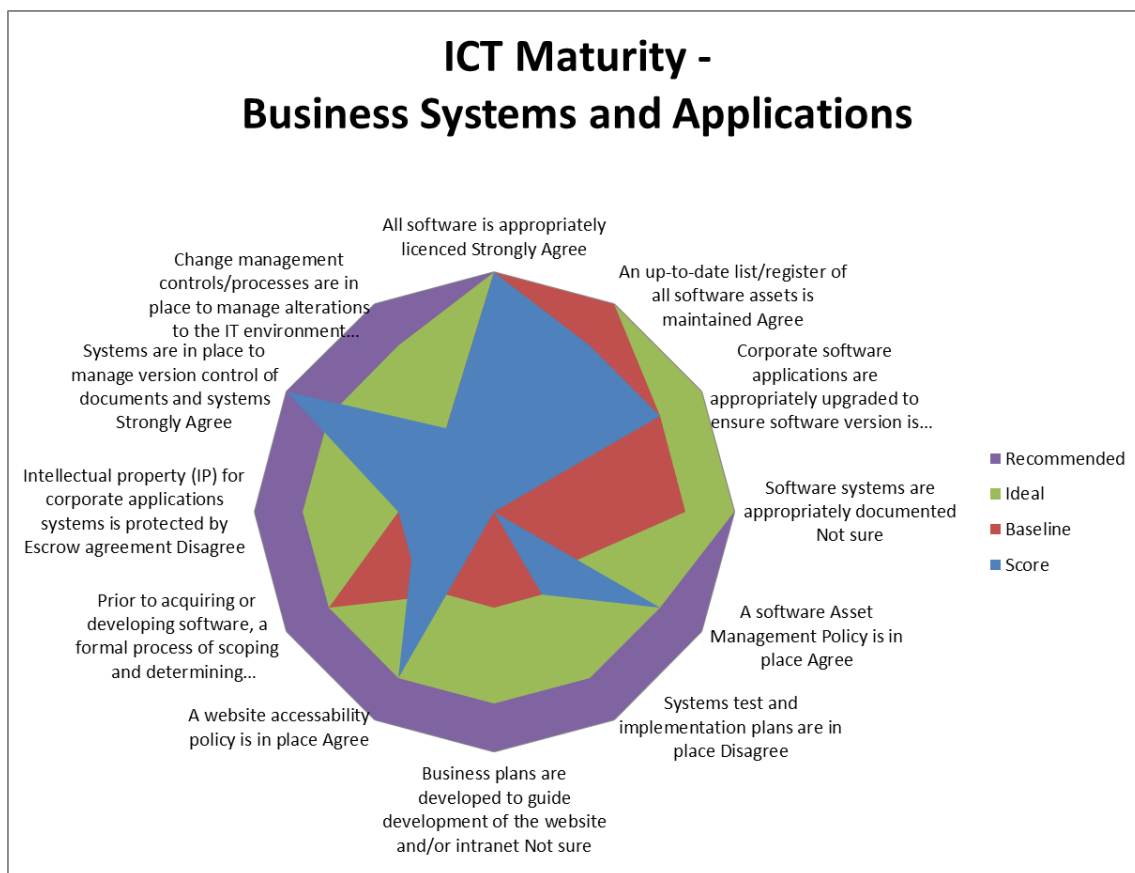 ICT Maturity -
Business Systems and Applications
All software is appropriately
licenced Strongly Agree
An up-to-date list/register of
all software assets is
maintained Agree
Corporate software
applications are
appropriately upgraded to
ensure software version is...
Software systems are
appropriately documented
Not sure
A software Asset
Management Policy is in
place Agree
Systems test and
implementation plans are in
place Disagree
Business plans are
developed to guide
development of the website
and/or intranet Not sure
A website accessability
policy is in place Agree
Prior to acquiring or
developing software, a
formal process of scoping
and determining...
Intellectual property (IP) for
corporate applications
systems is protected by
Escrow agreement Disagree
Systems are in place to
manage version control of
documents and systems
Strongly Agree
Change management
controls/processes are in
place to manage alterations
to the IT environment...
Recommended
Ideal
Baseline
Score